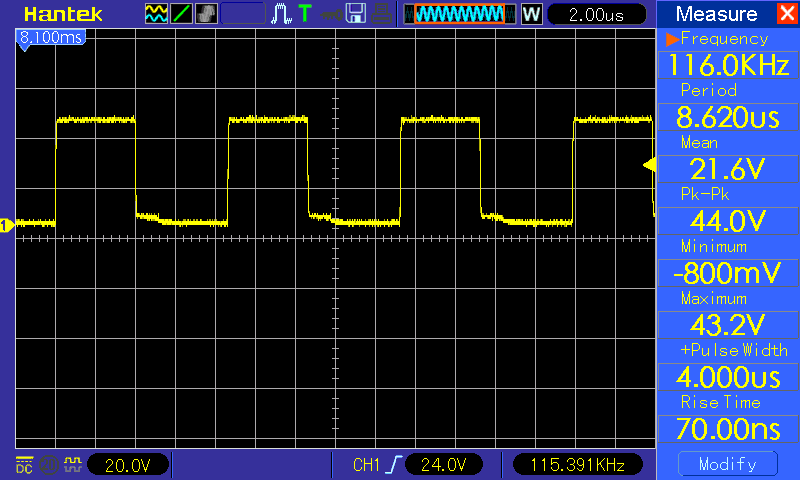 Hantek T W 2.00us Measure
8.100ms
Frequency
116.0KHz
Period
8.620us
Mean
21.6V
Pk-Pk
44.0V
Minimum
-800mV
Maximum
43.2V
+Pulse Width
4.000us
Rise Time
70.00ns
1
DC 20.0V CH1 24.0V 115.391KHz Modify